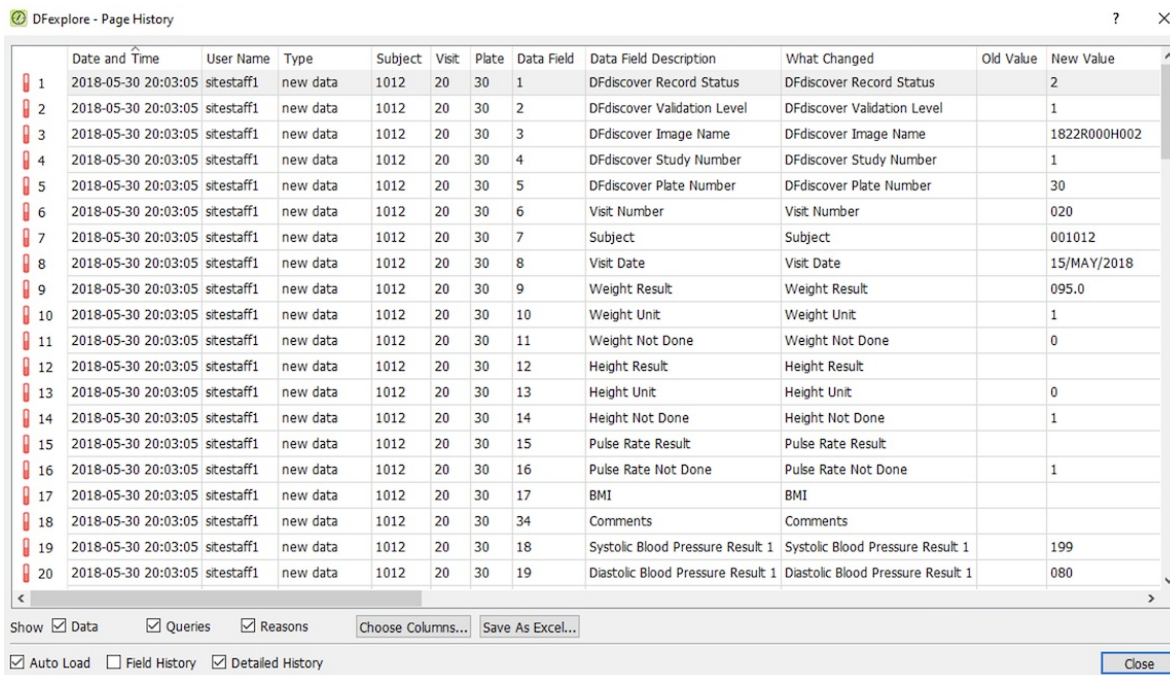 DFexplore - Page History ? ×
Date and Time User Name Type Subject Visit Plate Data Field Data Field Description What Changed Old Value New Value
1 2018-05-30 20:03:05 sitestaff1 new data 1012 20 30 1 DFdiscover Record Status DFdiscover Record Status 2
2 2018-05-30 20:03:05 sitestaff1 new data 1012 20 30 2 DFdiscover Validation Level DFdiscover Validation Level 1
3 2018-05-30 20:03:05 sitestaff1 new data 1012 20 30 3 DFdiscover Image Name DFdiscover Image Name 1822R000H002
4 2018-05-30 20:03:05 sitestaff1 new data 1012 20 30 4 DFdiscover Study Number DFdiscover Study Number 1
5 2018-05-30 20:03:05 sitestaff1 new data 1012 20 30 5 DFdiscover Plate Number DFdiscover Plate Number 30
6 2018-05-30 20:03:05 sitestaff1 new data 1012 20 30 6 Visit Number Visit Number 020
7 2018-05-30 20:03:05 sitestaff1 new data 1012 20 30 7 Subject Subject 001012
8 2018-05-30 20:03:05 sitestaff1 new data 1012 20 30 8 Visit Date Visit Date 15/MAY/2018
9 2018-05-30 20:03:05 sitestaff1 new data 1012 20 30 9 Weight Result Weight Result 095.0
10 2018-05-30 20:03:05 sitestaff1 new data 1012 20 30 10 Weight Unit Weight Unit 1
11 2018-05-30 20:03:05 sitestaff1 new data 1012 20 30 11 Weight Not Done Weight Not Done 0
12 2018-05-30 20:03:05 sitestaff1 new data 1012 20 30 12 Height Result Height Result
13 2018-05-30 20:03:05 sitestaff1 new data 1012 20 30 13 Height Unit Height Unit 0
14 2018-05-30 20:03:05 sitestaff1 new data 1012 20 30 14 Height Not Done Height Not Done 1
15 2018-05-30 20:03:05 sitestaff1 new data 1012 20 30 15 Pulse Rate Result Pulse Rate Result
16 2018-05-30 20:03:05 sitestaff1 new data 1012 20 30 16 Pulse Rate Not Done Pulse Rate Not Done 1
17 2018-05-30 20:03:05 sitestaff1 new data 1012 20 30 17 BMI BMI
18 2018-05-30 20:03:05 sitestaff1 new data 1012 20 30 34 Comments Comments
19 2018-05-30 20:03:05 sitestaff1 new data 1012 20 30 18 Systolic Blood Pressure Result 1 Systolic Blood Pressure Result 1 199
20 2018-05-30 20:03:05 sitestaff1 new data 1012 20 30 19 Diastolic Blood Pressure Result 1 Diastolic Blood Pressure Result 1 080
Show Data Queries Reasons Choose Columns... Save As Excel...
Auto Load Field History Detailed History Close